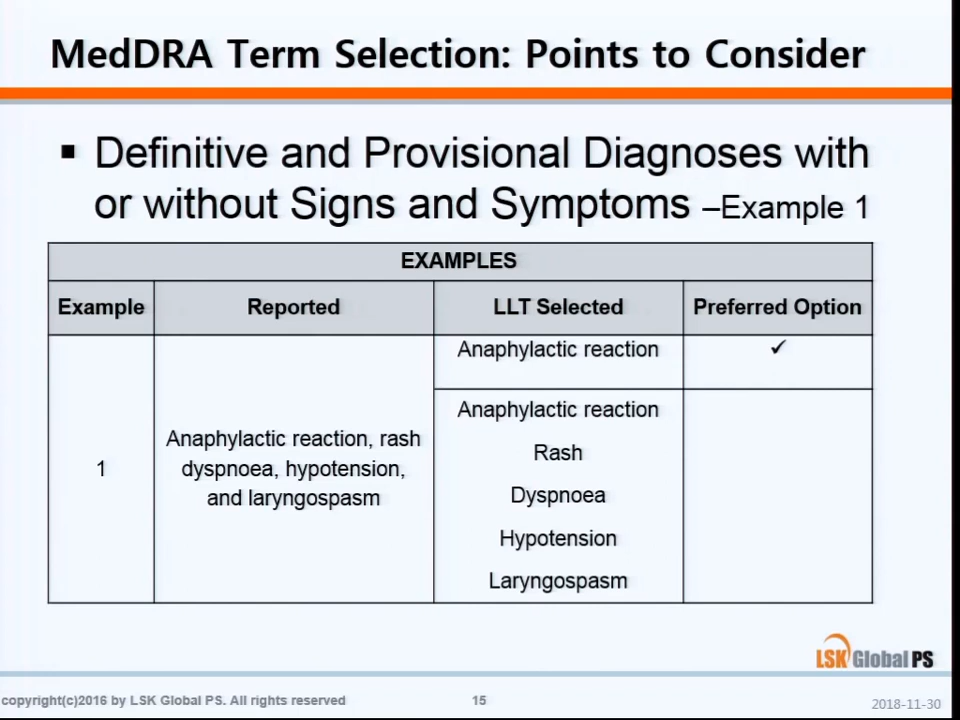 MedDRA Term Selection: Points to Consider
▪ Definitive and Provisional Diagnoses with
or without Signs and Symptoms –Example 1
EXAMPLES
Example Reported LLT Selected Preferred Option
1
Anaphylactic reaction, rash
dyspnoea, hypotension,
and laryngospasm
Anaphylactic reaction ✓
Anaphylactic reaction
Rash
Dyspnoea
Hypotension
Laryngospasm
LSK Global PS
copyright(c)2016 by LSK Global PS. All rights reserved 15 2018-11-30